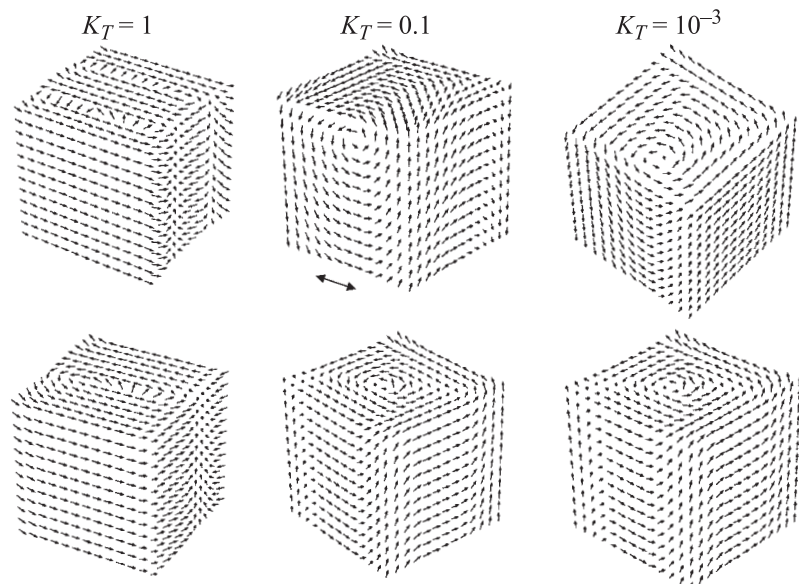 K_T = 1 K_T = 0.1 K_T = 10⁻³